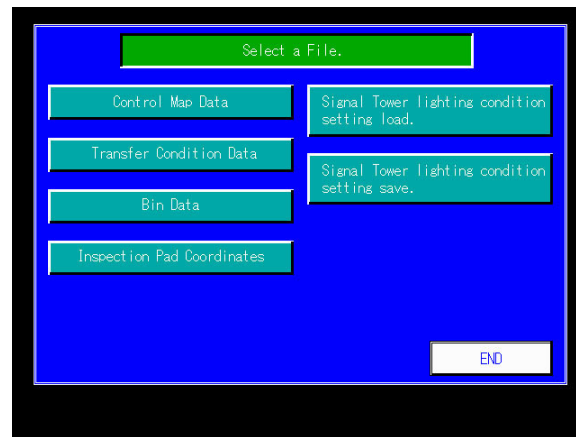 Select a File.
Control Map Data
Transfer Condition Data
Bin Data
Inspection Pad Coordinates
Signal Tower lighting condition
setting load.
Signal Tower lighting condition
setting save.
END